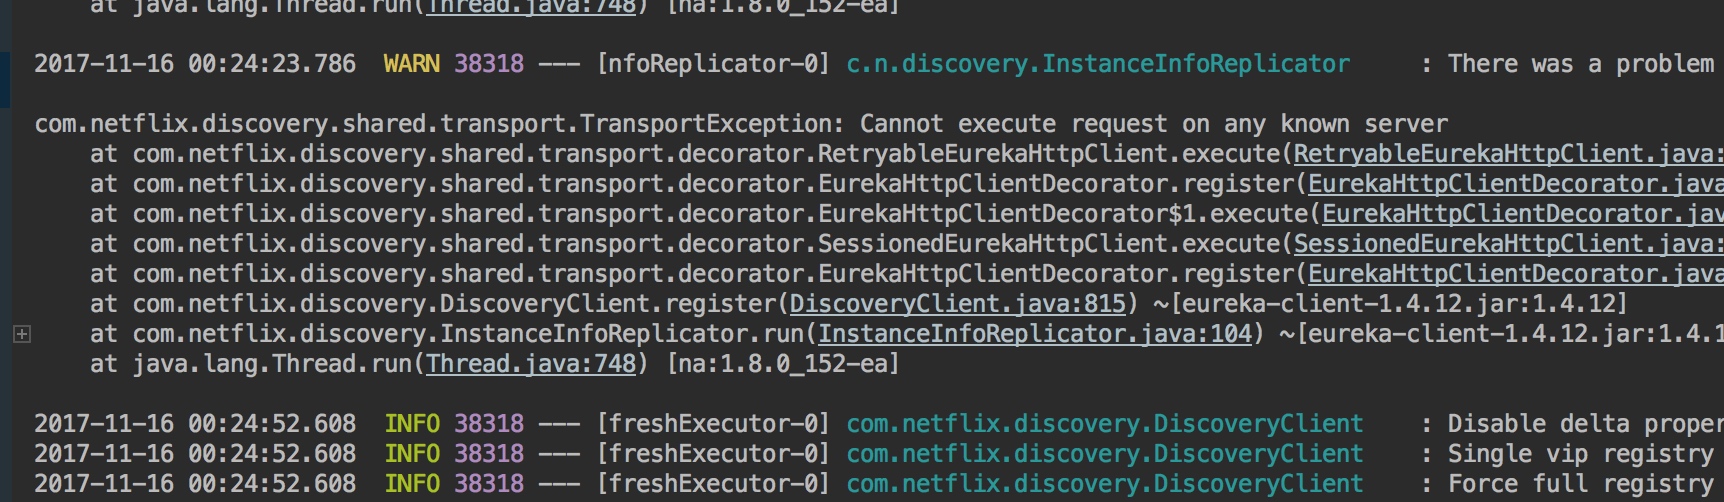 at java.lang.Thread.run(Thread.java:748) [na:1.8.0_152-ea]
2017-11-16 00:24:23.786 WARN 38318 --- [nfoReplicator-0] c.n.discovery.InstanceInfoReplicator : There was a problem
com.netflix.discovery.shared.transport.TransportException: Cannot execute request on any known server
at com.netflix.discovery.shared.transport.decorator.RetryableEurekaHttpClient.execute(RetryableEurekaHttpClient.java:
at com.netflix.discovery.shared.transport.decorator.EurekaHttpClientDecorator.register(EurekaHttpClientDecorator.java
at com.netflix.discovery.shared.transport.decorator.EurekaHttpClientDecorator$1.execute(EurekaHttpClientDecorator.jav
at com.netflix.discovery.shared.transport.decorator.SessionedEurekaHttpClient.execute(SessionedEurekaHttpClient.java:
at com.netflix.discovery.shared.transport.decorator.EurekaHttpClientDecorator.register(EurekaHttpClientDecorator.java
at com.netflix.discovery.DiscoveryClient.register(DiscoveryClient.java:815) ~[eureka-client-1.4.12.jar:1.4.12]
at com.netflix.discovery.InstanceInfoReplicator.run(InstanceInfoReplicator.java:104) ~[eureka-client-1.4.12.jar:1.4.1
at java.lang.Thread.run(Thread.java:748) [na:1.8.0_152-ea]
2017-11-16 00:24:52.608 INFO 38318 --- [freshExecutor-0] com.netflix.discovery.DiscoveryClient : Disable delta proper
2017-11-16 00:24:52.608 INFO 38318 --- [freshExecutor-0] com.netflix.discovery.DiscoveryClient : Single vip registry
2017-11-16 00:24:52.608 INFO 38318 --- [freshExecutor-0] com.netflix.discovery.DiscoveryClient : Force full registry